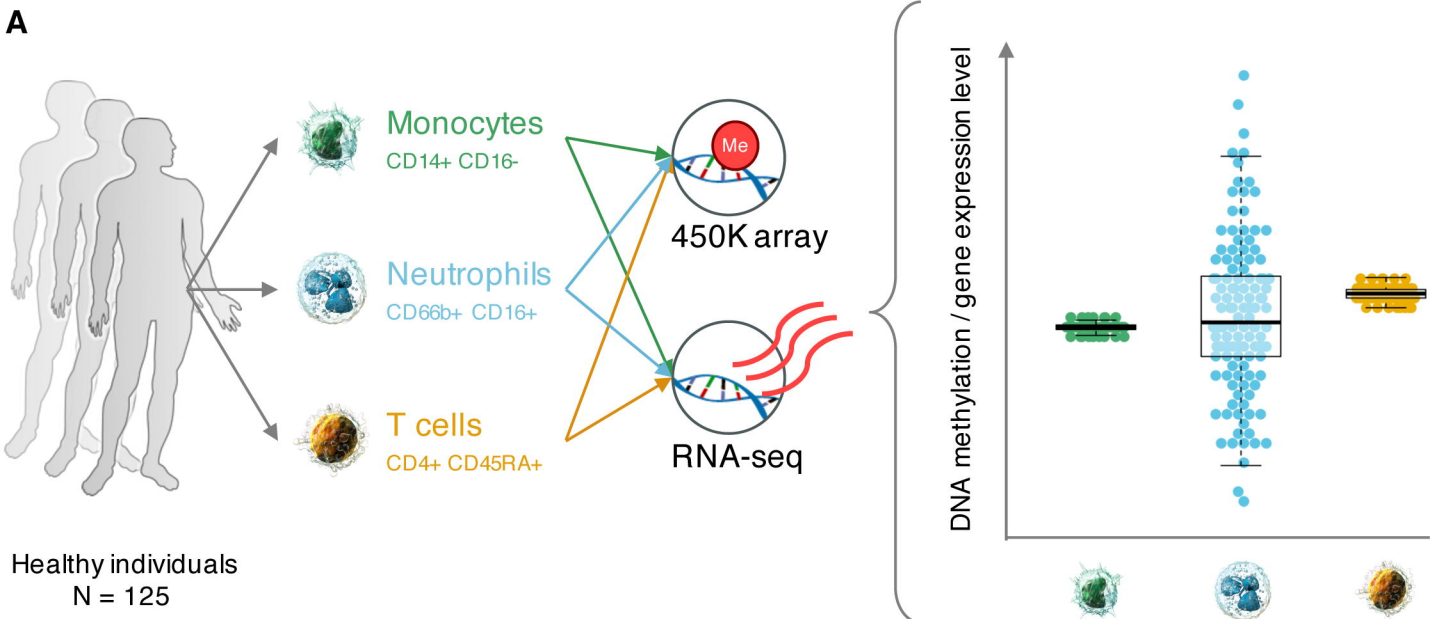 A
Monocytes
CD14+ CD16-
Neutrophils
CD66b+ CD16+
T cells
CD4+ CD45RA+
Healthy individuals
N = 125
Me
450K array
RNA-seq
DNA methylation / gene expression level